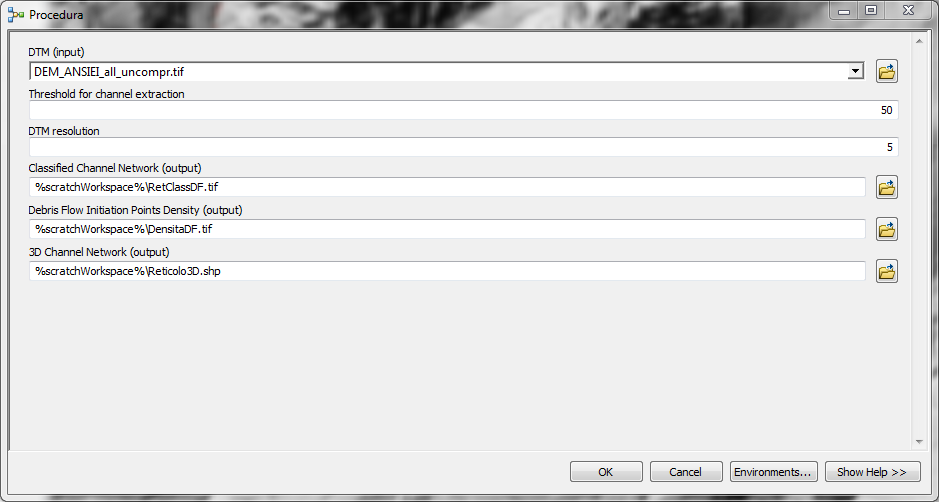 Procedura
DTM (input)
DEM_ANSIEI_all_uncompr.tif
Threshold for channel extraction
50
DTM resolution
5
Classified Channel Network (output)
%scratchWorkspace%\RetClassDF.tif
Debris Flow Initiation Points Density (output)
%scratchWorkspace%\DensitaDF.tif
3D Channel Network (output)
%scratchWorkspace%\Reticolo3D.shp
OK Cancel Environments... Show Help >>